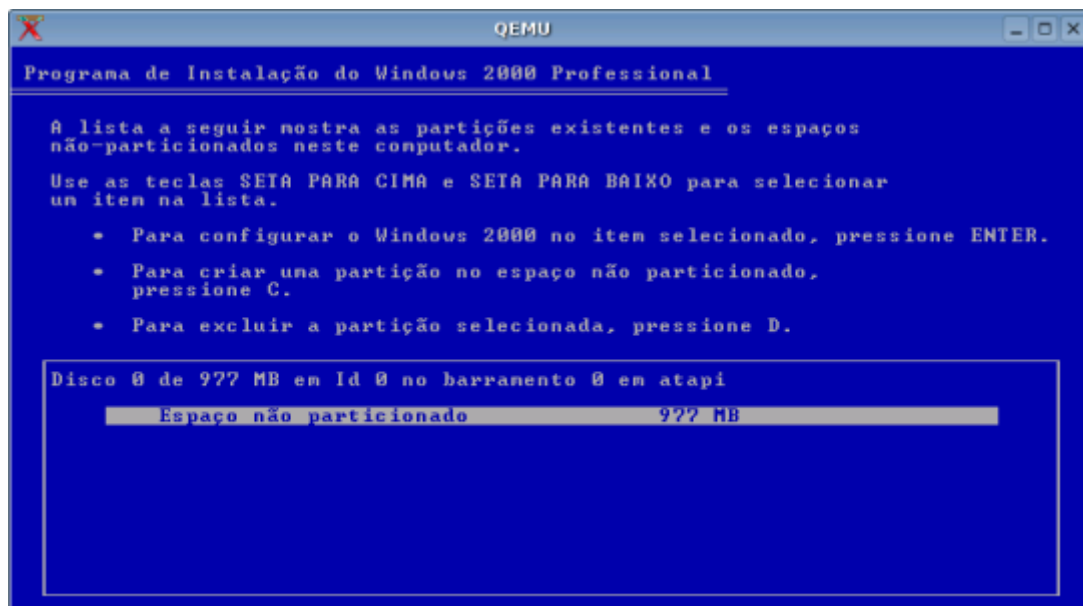 QEMU
Programa de Instalação do Windows 2000 Professional
A lista a seguir mostra as partições existentes e os espaços
não-particionados neste computador.
Use as teclas SETA PARA CIMA e SETA PARA BAIXO para selecionar
um item na lista.
• Para configurar o Windows 2000 no item selecionado, pressione ENTER.
• Para criar uma partição no espaço não particionado,
pressione C.
• Para excluir a partição selecionada, pressione D.
Disco 0 de 977 MB em Id 0 no barramento 0 em atapi
Espaço não particionado 977 MB